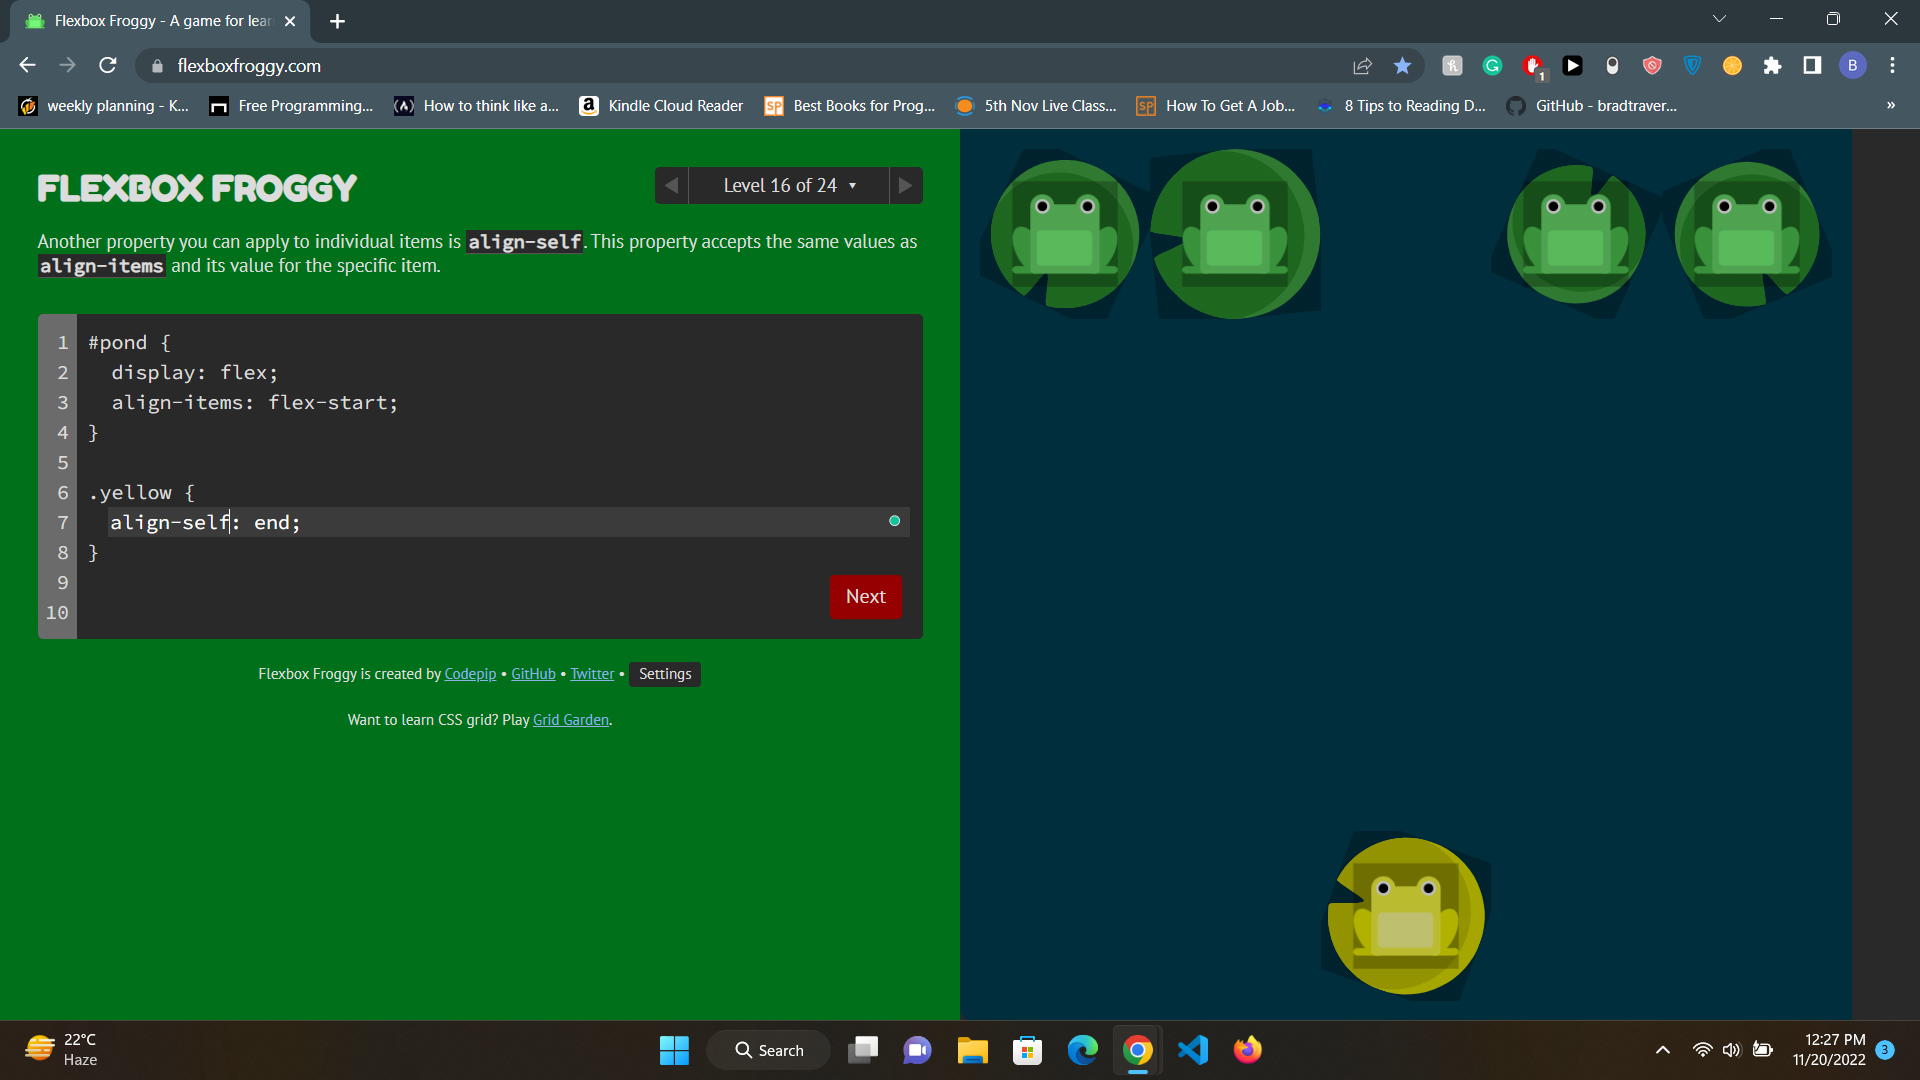 Flexbox Froggy - A game for lear
flexboxfroggy.com
1
B
weekly planning - K...
Free Programming...
How to think like a...
Kindle Cloud Reader
Best Books for Prog...
5th Nov Live Class...
How To Get A Job...
8 Tips to Reading D...
GitHub - bradtraver...
»
FLEXBOX FROGGY
Level 16 of 24
Another property you can apply to individual items is align-self. This property accepts the same values as
align-items and its value for the specific item.
1 #pond {
2 display: flex;
3 align-items: flex-start;
4 }
5
6 .yellow {
7 align-self: end;
8 }
9
10
Next
Flexbox Froggy is created by Codepip • GitHub • Twitter • Settings
Want to learn CSS grid? Play Grid Garden.
22°C
Haze
Search
12:27 PM
11/20/2022
3